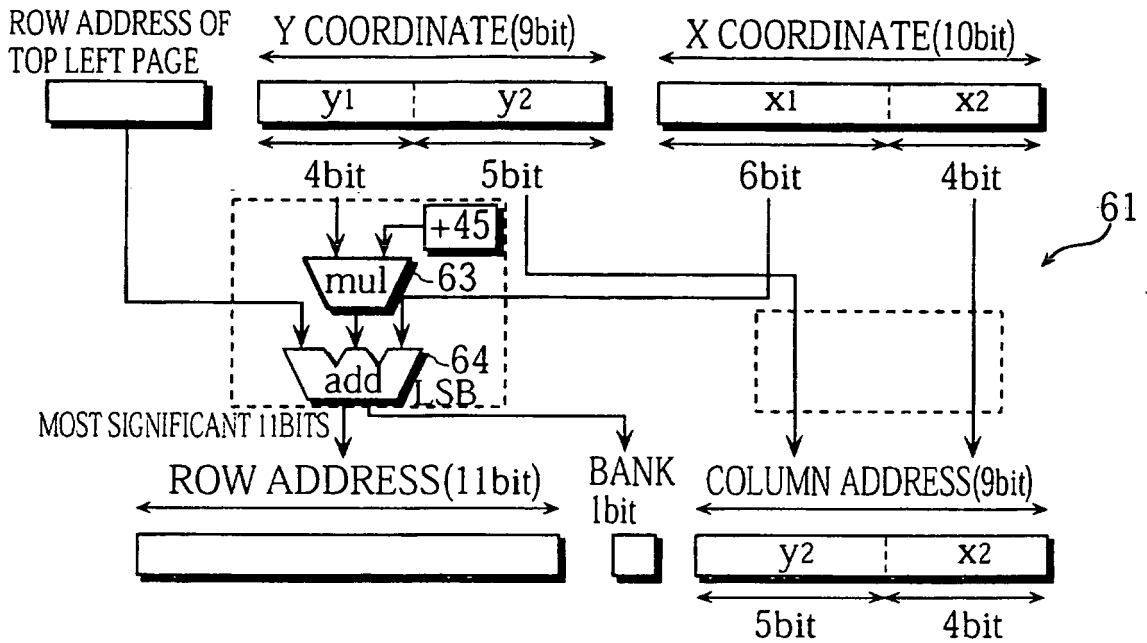 ROW ADDRESS OF
TOP LEFT PAGE
Y COORDINATE(9bit)
X COORDINATE(10bit)
y1 y2 x1 x2
4bit 5bit 6bit 4bit
61
+45
mul 63
add 64
LSB
MOST SIGNIFICANT 11BITS
ROW ADDRESS(11bit)
BANK
1bit
COLUMN ADDRESS(9bit)
y2 x2
5bit 4bit